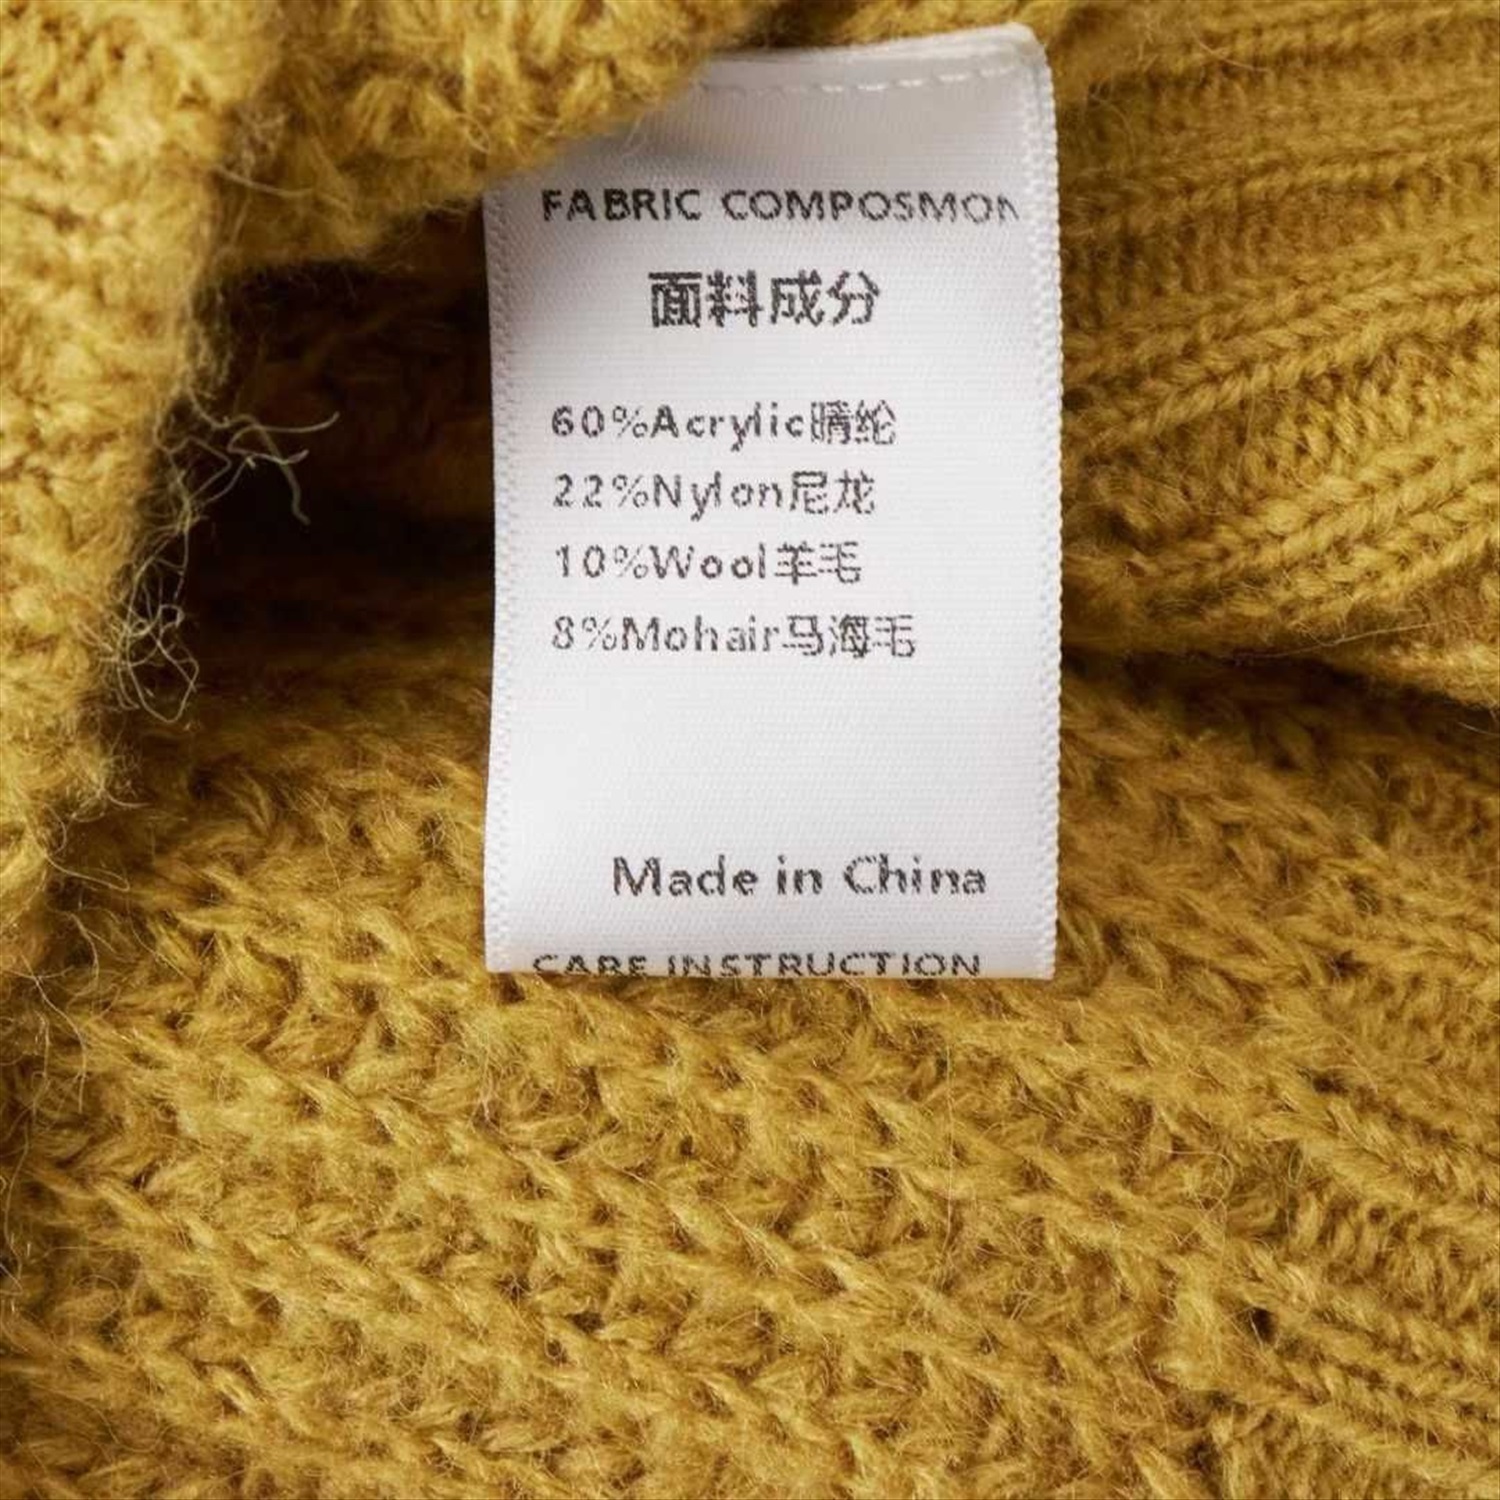 FABRIC COMPOSMON
面料成分
60%Acrylic晴纶
22%Nylon尼龙
10%Wool羊毛
8%Mohair马海毛
Made in China
CARE INSTRUCTION